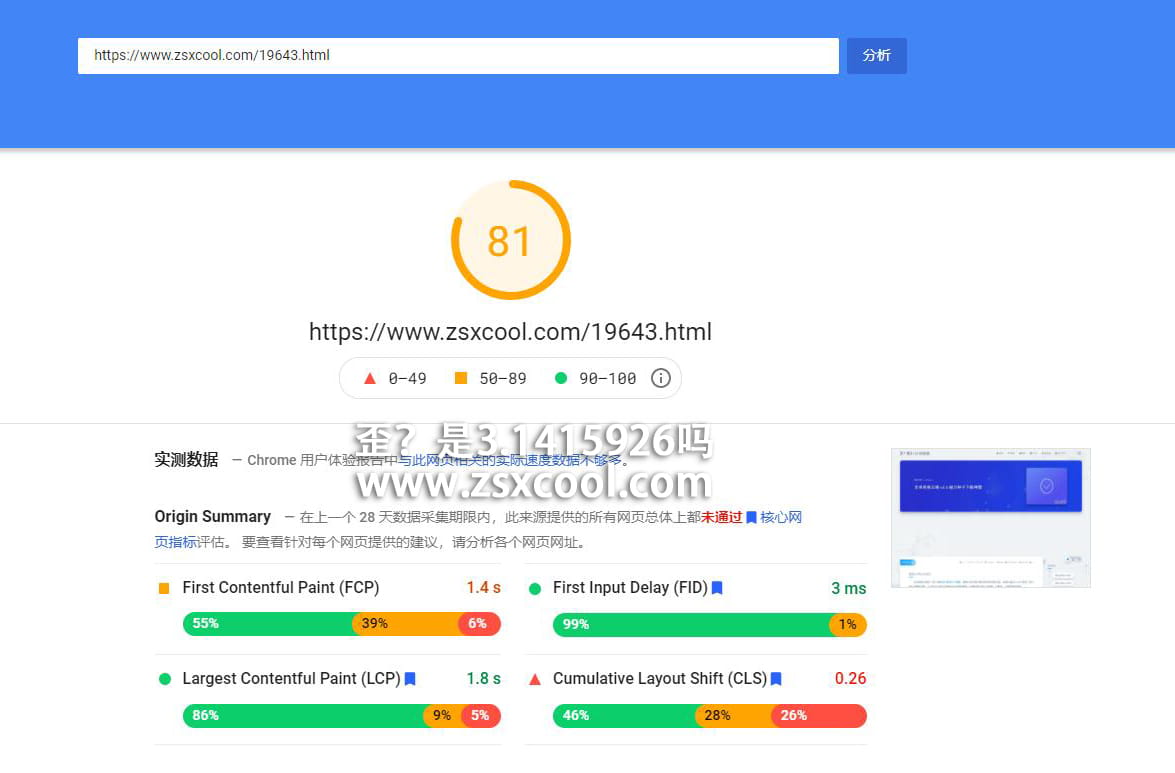 https://www.zsxcool.com/19643.html
分析
81
https://www.zsxcool.com/19643.html
0–49 50–89 90–100
歪？是3.1415926吗
实测数据 — Chrome 用户体验报告中与此网页相关的实际速度数据不够多。
www.zsxcool.com
Origin Summary — 在上一个 28 天数据采集期限内，此来源提供的所有网页总体上都未通过 核心网
页指标评估。 要查看针对每个网页提供的建议，请分析各个网页网址。
First Contentful Paint (FCP) 1.4 s
55% 39% 6%
First Input Delay (FID) 3 ms
99% 1%
Largest Contentful Paint (LCP) 1.8 s
86% 9% 5%
Cumulative Layout Shift (CLS) 0.26
46% 28% 26%